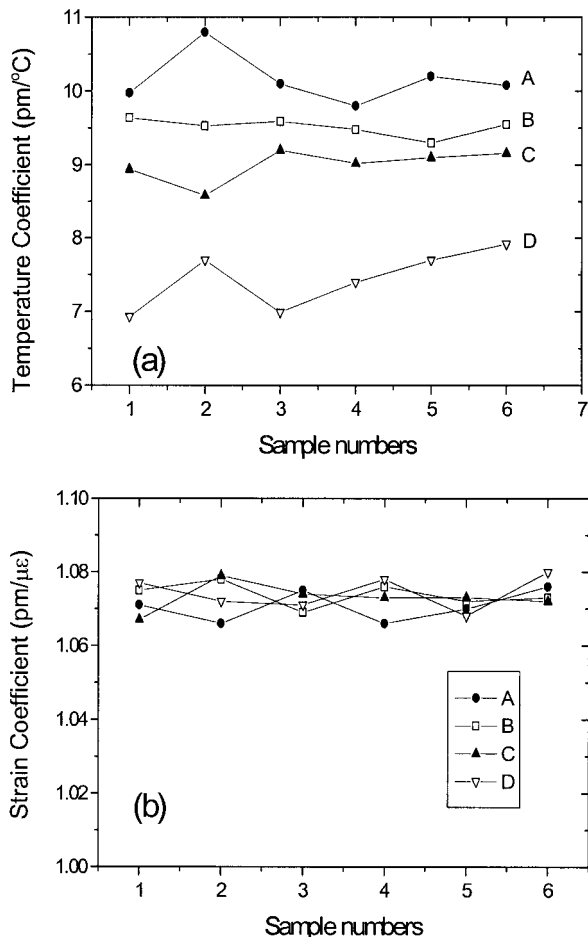 11
10
9
8
7
6
Temperature Coefficient (pm/ºC)
A
B
C
D
(a)
1 2 3 4 5 6 7
Sample numbers
1.10
1.08
1.06
1.04
1.02
1.00
Strain Coefficient (pm/με)
A
B
C
D
(b)
1 2 3 4 5 6
Sample numbers